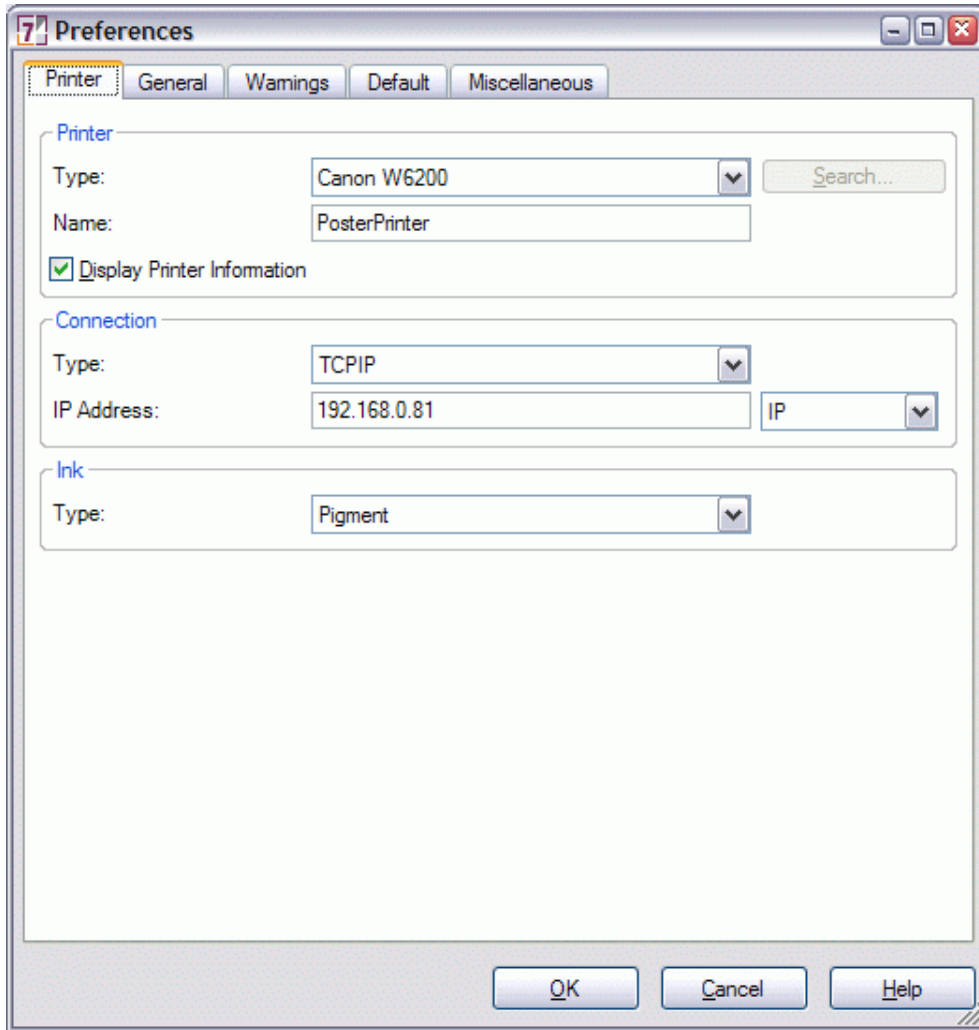 7 Preferences
Printer General Warnings Default Miscellaneous
Printer
Type: Canon W6200 Search...
Name: PosterPrinter
Display Printer Information
Connection
Type: TCPIP
IP Address: 192.168.0.81 IP
Ink
Type: Pigment
OK Cancel Help